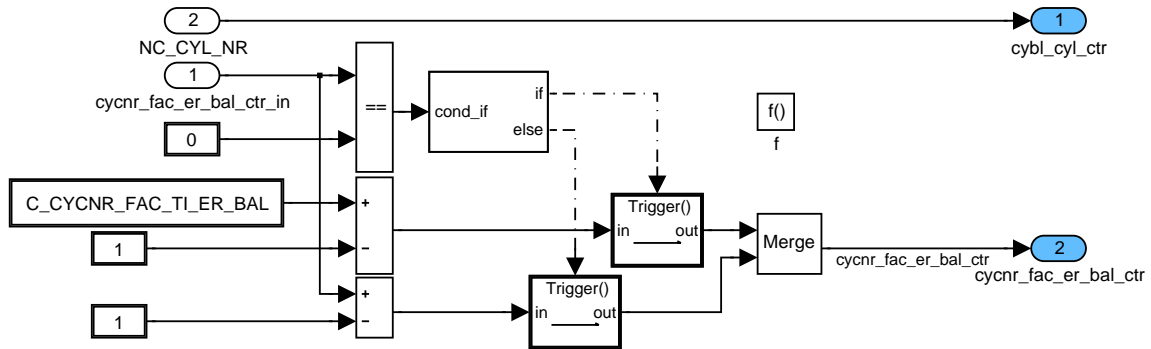 2
NC_CYL_NR
1
cybl_cyl_ctr
1
cycnr_fac_er_bal_ctr_in
==
cond_if
if
else
f()
f
0
C_CYCNR_FAC_TI_ER_BAL
+
1
−
Trigger()
in
out
Merge
cycnr_fac_er_bal_ctr
2
cycnr_fac_er_bal_ctr
1
+
−
Trigger()
in
out